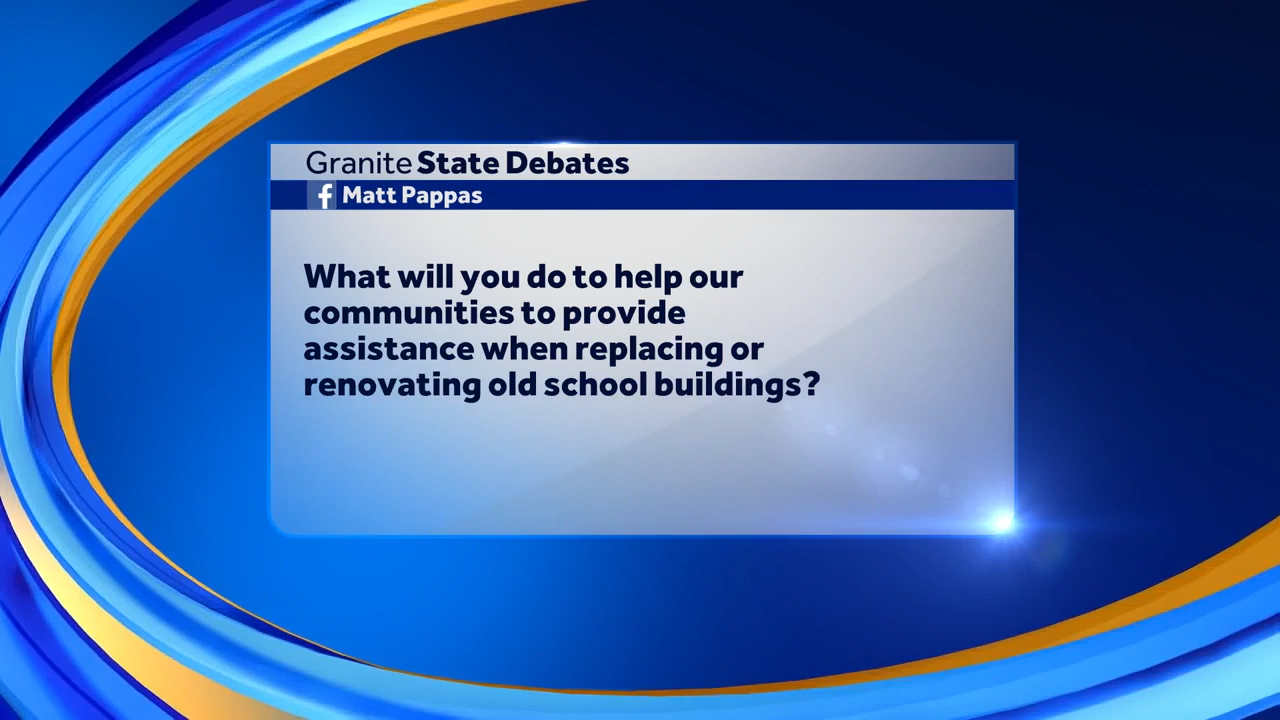 Granite State Debates
Matt Pappas
What will you do to help our
communities to provide
assistance when replacing or
renovating old school buildings?